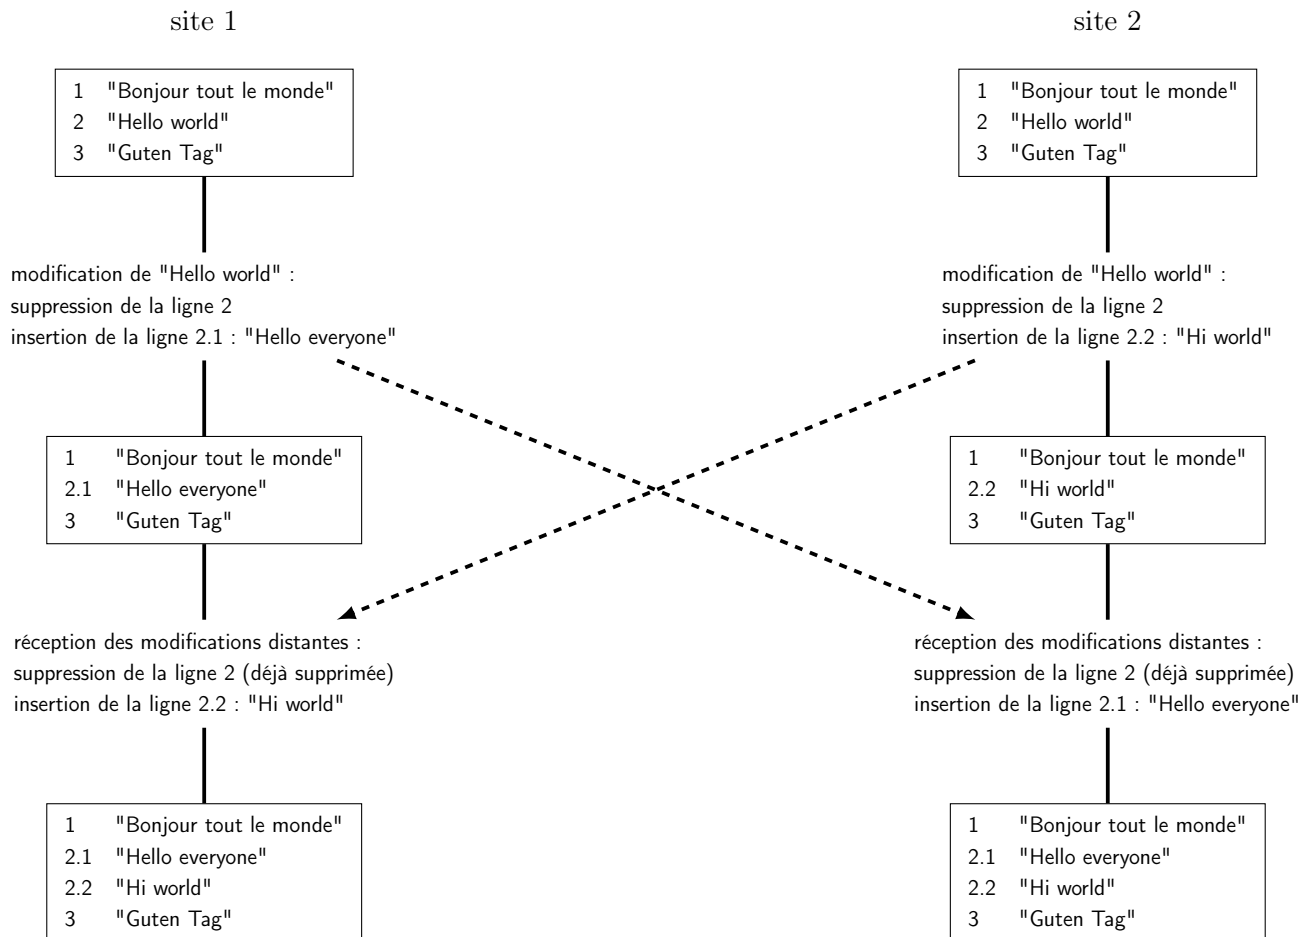 site 1
site 2
1 "Bonjour tout le monde"
2 "Hello world"
3 "Guten Tag"
1 "Bonjour tout le monde"
2 "Hello world"
3 "Guten Tag"
modification de "Hello world" :
suppression de la ligne 2
insertion de la ligne 2.1 : "Hello everyone"
modification de "Hello world" :
suppression de la ligne 2
insertion de la ligne 2.2 : "Hi world"
1 "Bonjour tout le monde"
2.1 "Hello everyone"
3 "Guten Tag"
1 "Bonjour tout le monde"
2.2 "Hi world"
3 "Guten Tag"
réception des modifications distantes :
suppression de la ligne 2 (déjà supprimée)
insertion de la ligne 2.2 : "Hi world"
réception des modifications distantes :
suppression de la ligne 2 (déjà supprimée)
insertion de la ligne 2.1 : "Hello everyone"
1 "Bonjour tout le monde"
2.1 "Hello everyone"
2.2 "Hi world"
3 "Guten Tag"
1 "Bonjour tout le monde"
2.1 "Hello everyone"
2.2 "Hi world"
3 "Guten Tag"